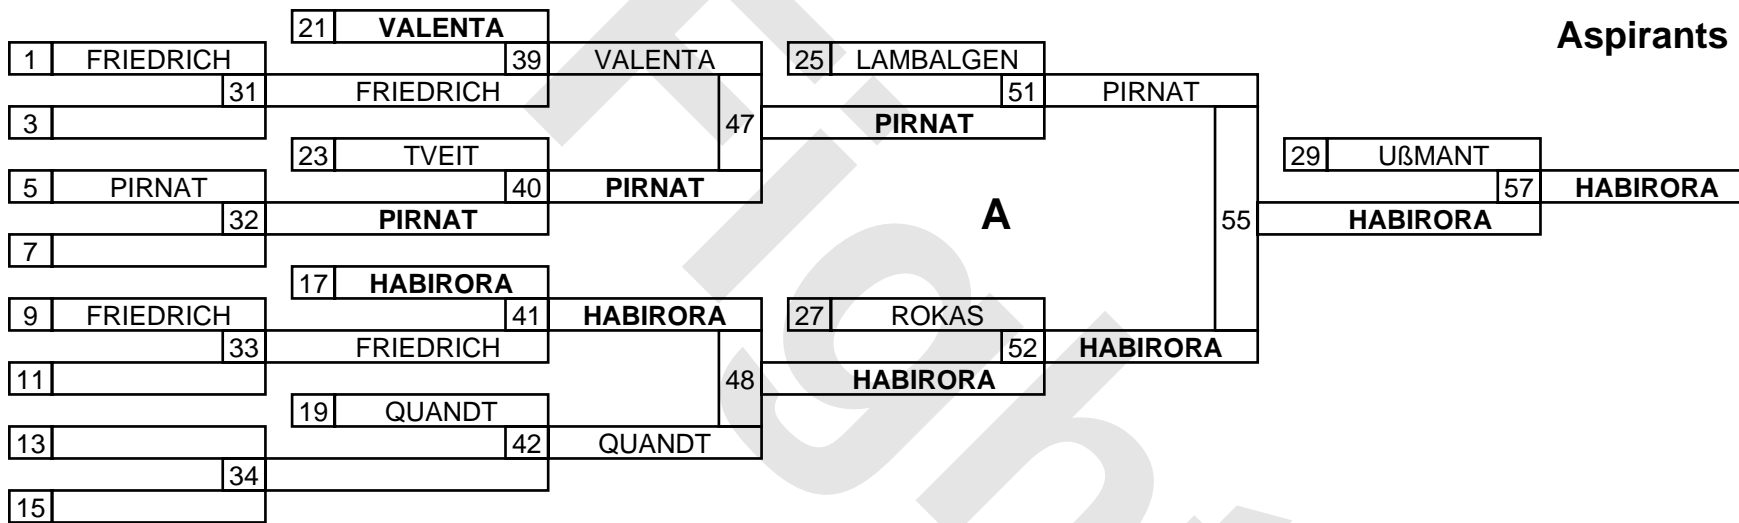 21 VALENTA
Aspirants
1 FRIEDRICH 39 VALENTA 25 LAMBALGEN
31 FRIEDRICH 51 PIRNAT
3 47 PIRNAT
23 TVEIT 29 UßMANT
5 PIRNAT 40 PIRNAT 57 HABIRORA
32 PIRNAT A 55 HABIRORA
7
17 HABIRORA
9 FRIEDRICH 41 HABIRORA 27 ROKAS
33 FRIEDRICH 52 HABIRORA
11 48 HABIRORA
19 QUANDT
13 42 QUANDT
34
15